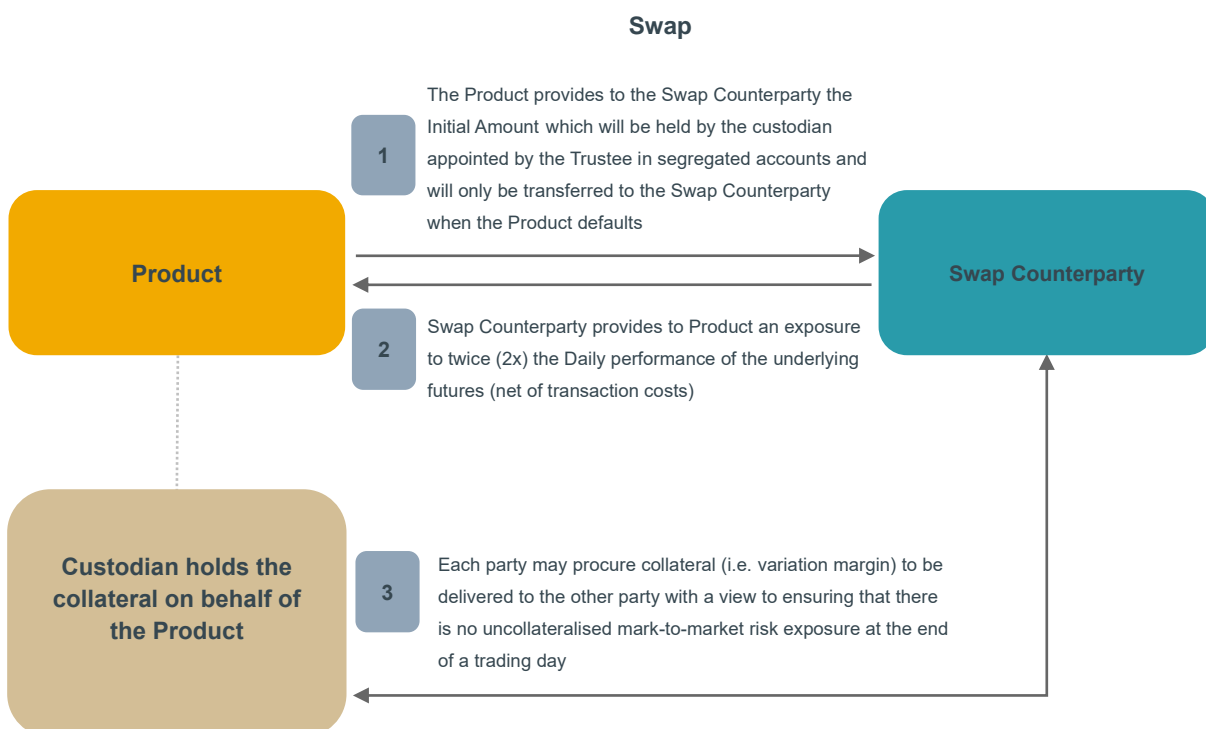 Swap
The Product provides to the Swap Counterparty the
Initial Amount which will be held by the custodian
appointed by the Trustee in segregated accounts and
will only be transferred to the Swap Counterparty
when the Product defaults
1
Product
Swap Counterparty
2
Swap Counterparty provides to Product an exposure
to twice (2x) the Daily performance of the underlying
futures (net of transaction costs)
Custodian holds the
collateral on behalf of
the Product
3
Each party may procure collateral (i.e. variation margin) to be
delivered to the other party with a view to ensuring that there
is no uncollateralised mark-to-market risk exposure at the end
of a trading day